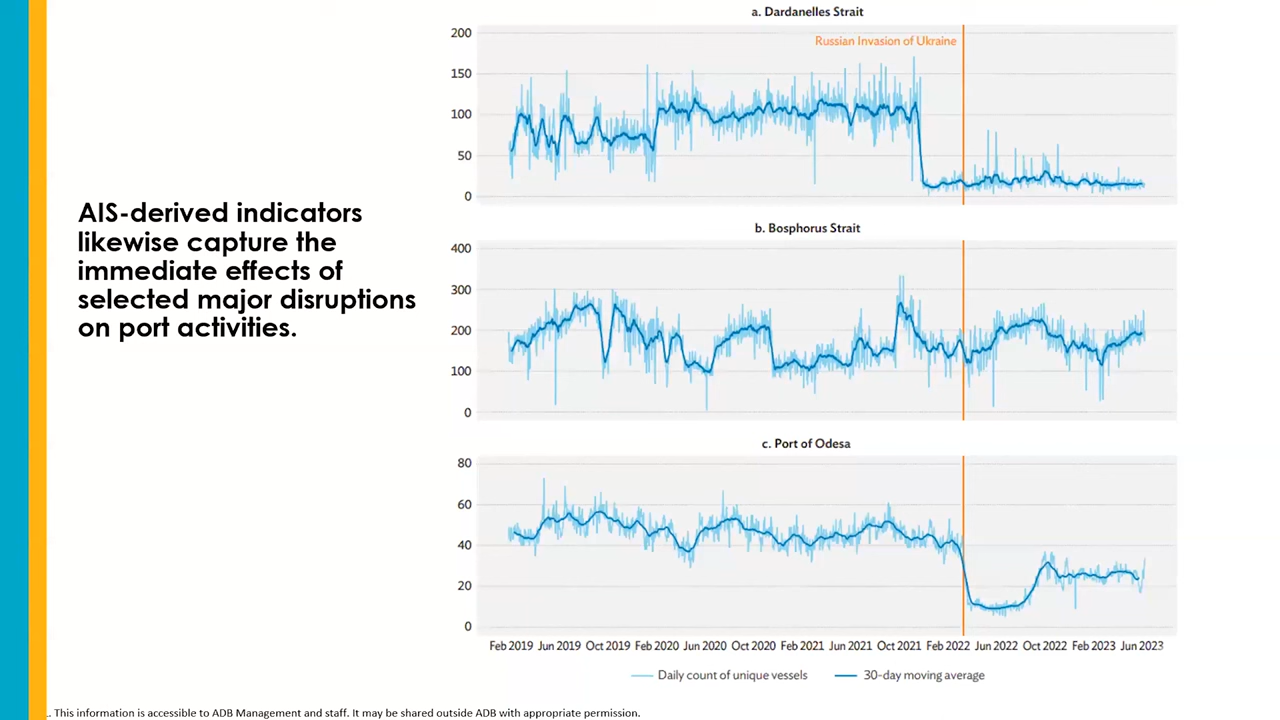 AIS-derived indicators
likewise capture the
immediate effects of
selected major disruptions
on port activities.
a. Dardanelles Strait
200
150
100
50
0
Russian Invasion of Ukraine
b. Bosphorus Strait
400
300
200
100
0
c. Port of Odesa
80
60
40
20
0
Feb 2019 Jun 2019 Oct 2019 Feb 2020 Jun 2020 Oct 2020 Feb 2021 Jun 2021 Oct 2021 Feb 2022 Jun 2022 Oct 2022 Feb 2023 Jun 2023
Daily count of unique vessels 30-day moving average
. This information is accessible to ADB Management and staff. It may be shared outside ADB with appropriate permission.